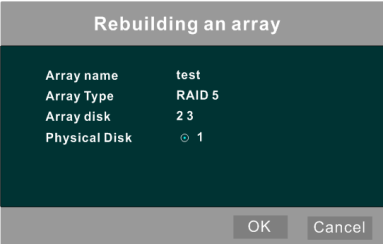 Rebuilding an array
Array name test
Array Type RAID 5
Array disk 2 3
Physical Disk 1
OK Cancel